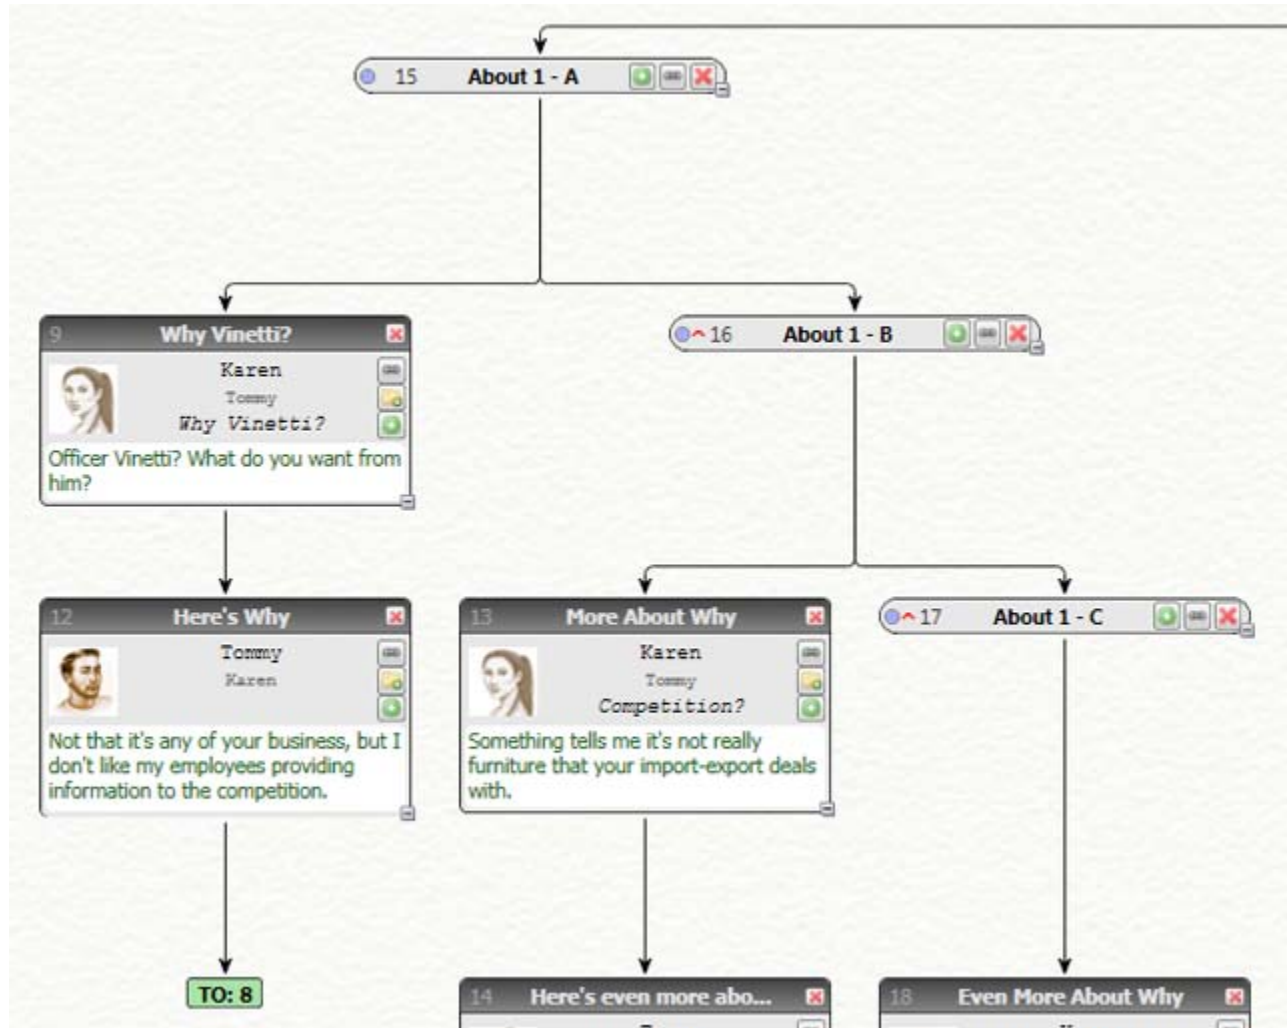 15 About 1 - A
9 Why Vinetti?
Karen
Tommy
Why Vinetti?
Officer Vinetti? What do you want from
him?
16 About 1 - B
12 Here's Why
Tommy
Karen
Not that it's any of your business, but I
don't like my employees providing
information to the competition.
13 More About Why
Karen
Tommy
Competition?
Something tells me it's not really
furniture that your import-export deals
with.
17 About 1 - C
TO: 8
14 Here's even more abo...
18 Even More About Why